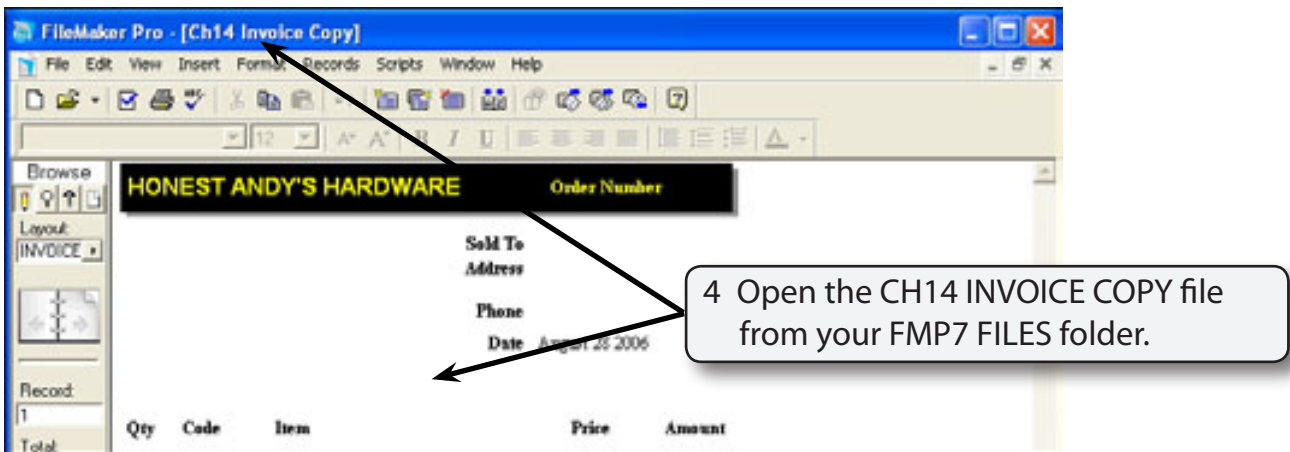 FileMaker Pro - [Ch14 Invoice Copy]
File Edit View Insert Format Records Scripts Window Help
12 B I U A
Browse
HONEST ANDY'S HARDWARE Order Number
Layout:
INVOICE
Sold To
Address
Phone
Date August 28 2006
4 Open the CH14 INVOICE COPY file
from your FMP7 FILES folder.
Record:
1
Total:
Qty Code Item Price Amount